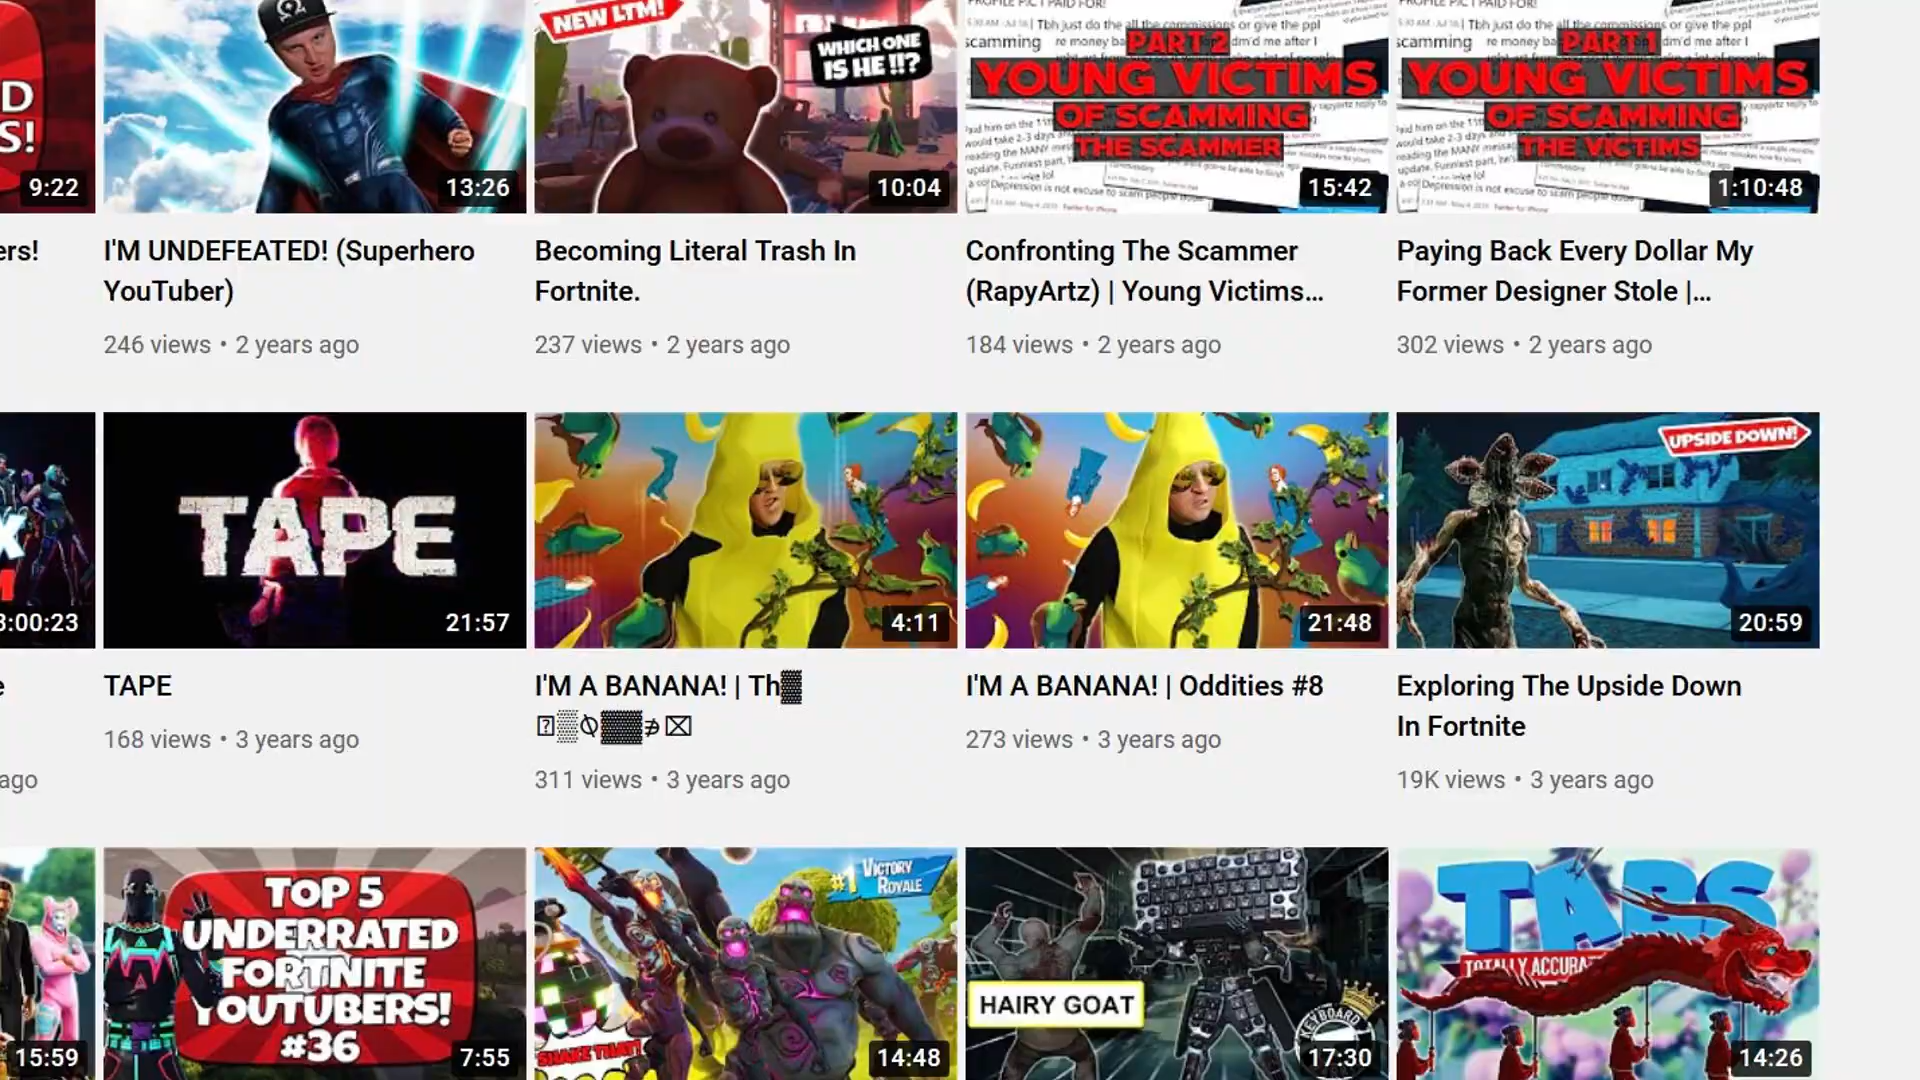 D
S!
9:22
13:26
NEW LTM!
WHICH ONE
IS HE !!?
10:04
PART 2
YOUNG VICTIMS
OF SCAMMING
THE SCAMMER
15:42
PART 1
YOUNG VICTIMS
OF SCAMMING
THE VICTIMS
1:10:48
ers!
I'M UNDEFEATED! (Superhero
YouTuber)
246 views • 2 years ago
Becoming Literal Trash In
Fortnite.
237 views • 2 years ago
Confronting The Scammer
(RapyArtz) | Young Victims...
184 views • 2 years ago
Paying Back Every Dollar My
Former Designer Stole |...
302 views • 2 years ago
3:00:23
TAPE
21:57
4:11
21:48
UPSIDE DOWN!
20:59
e
ago
TAPE
168 views • 3 years ago
I'M A BANANA! | Th
311 views • 3 years ago
I'M A BANANA! | Oddities #8
273 views • 3 years ago
Exploring The Upside Down
In Fortnite
19K views • 3 years ago
15:59
TOP 5
UNDERRATED
FORTNITE
YOUTUBERS!
#36
7:55
#1 VICTORY
ROYALE
SHAKE THAT!
14:48
HAIRY GOAT
KEYBOARD
17:30
TABS
TOTALLY ACCURA
14:26